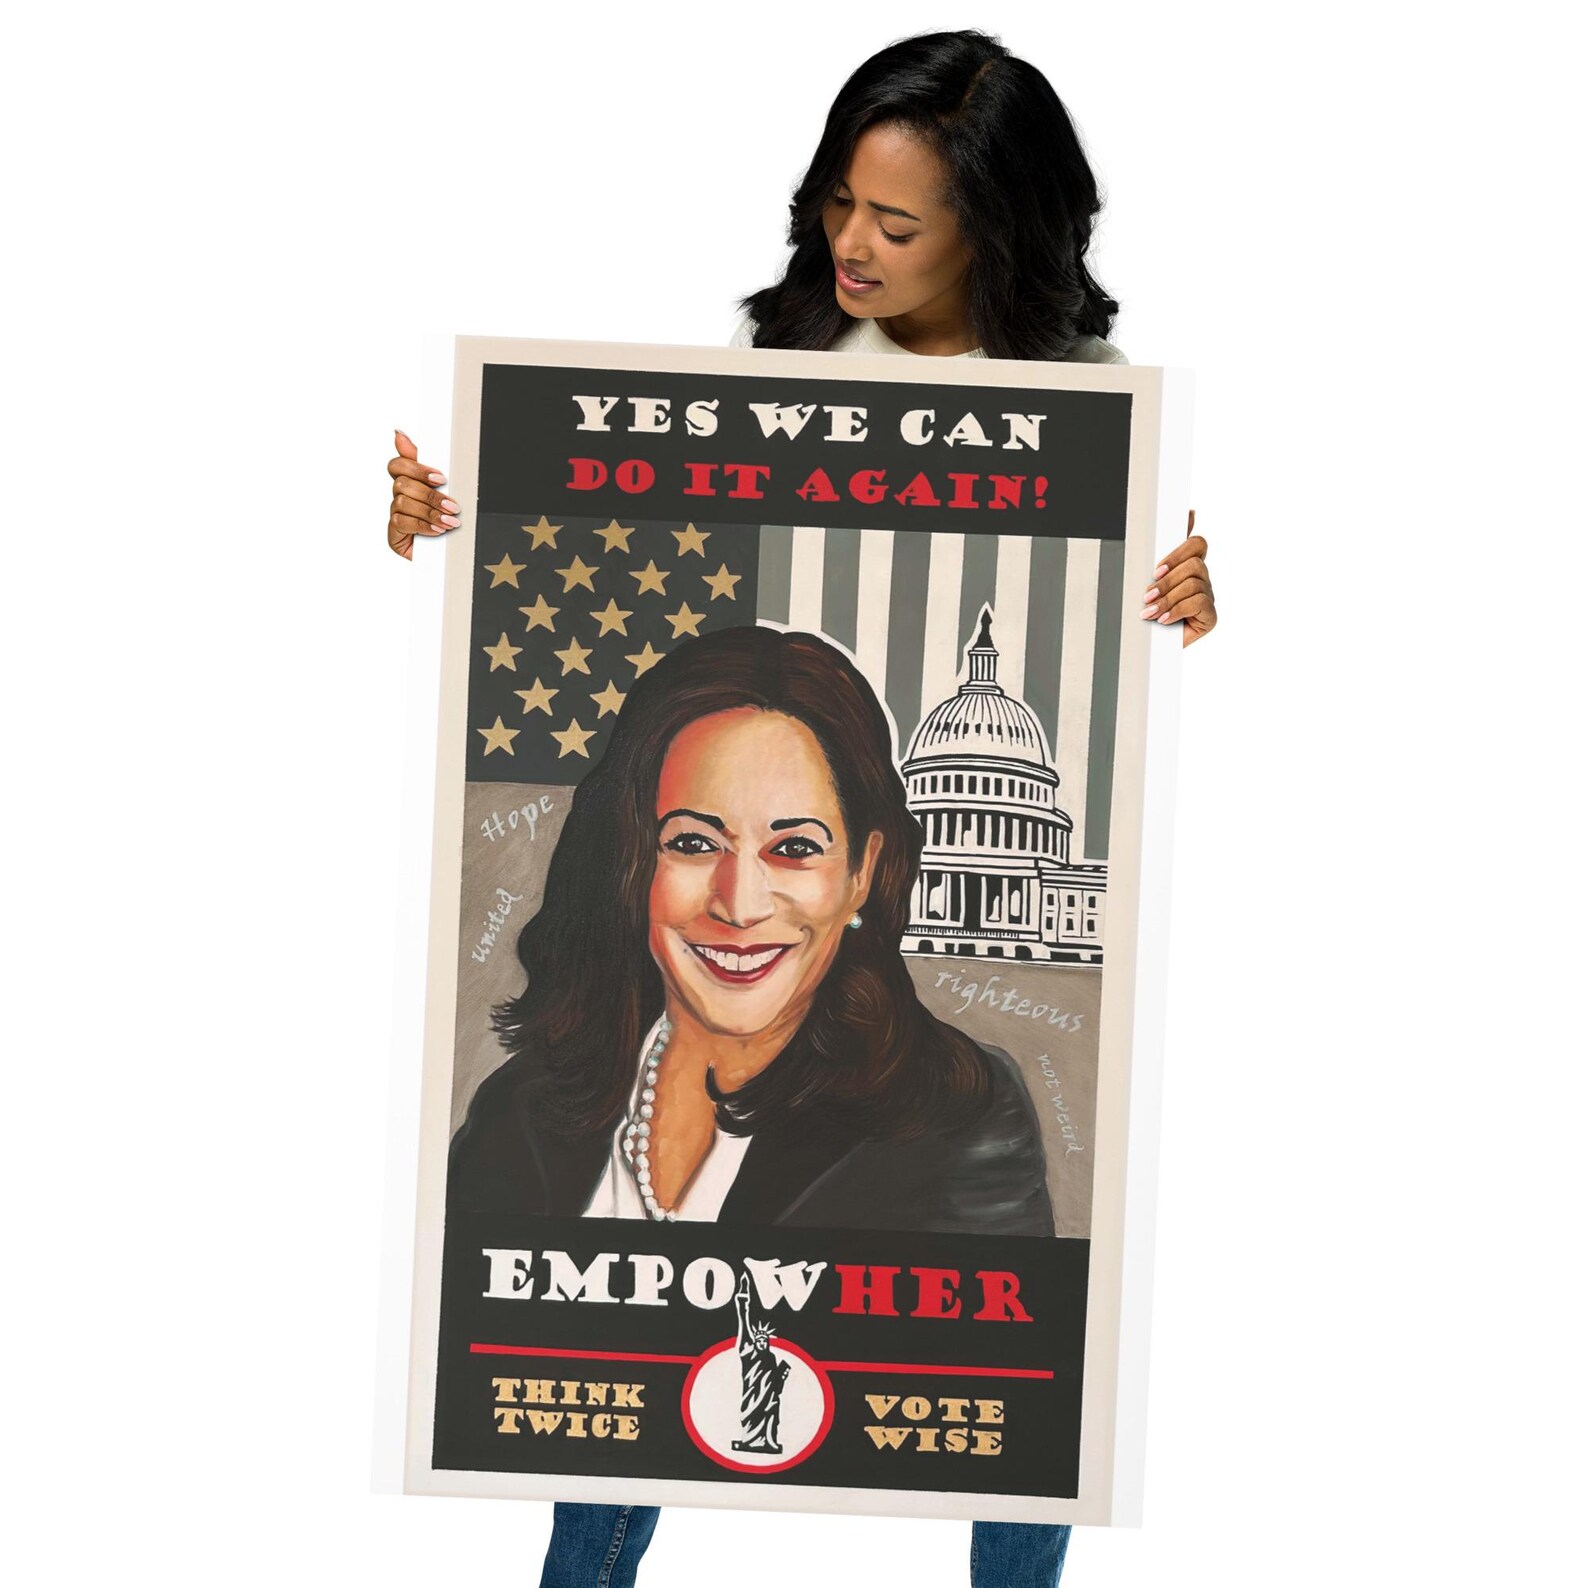 YES WE CAN
DO IT AGAIN!
Hope
united
righteous
not weird
EMPOWHER
THINK
TWICE
VOTE
WISE